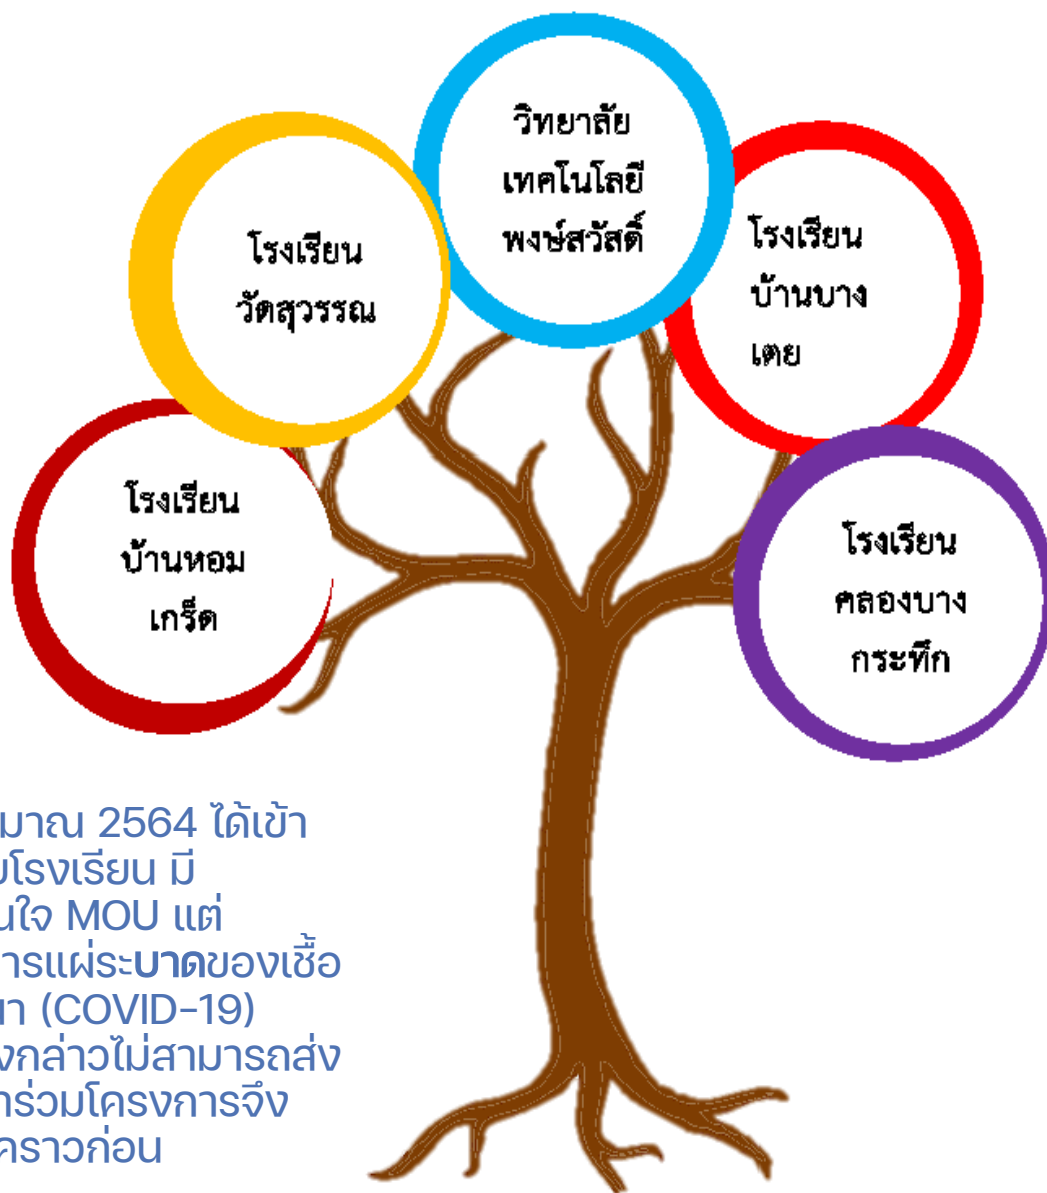 วิทยาลัย
เทคโนโลยี
พงษ์สวัสดิ์
โรงเรียน
วัดสุวรรณ
โรงเรียน
บ้านบาง
เตย
โรงเรียน
บ้านหอม
เกร็ด
โรงเรียน
คลองบาง
กระทึก
มาณ 2564 ได้เข้า
โรงเรียน มี
นใจ MOU แต่
ารแผ่ระบาดของเชื้อ
นา (COVID-19)
งกล่าวไม่สามารถส่ง
าร่วมโครงการจึง
คราวก่อน